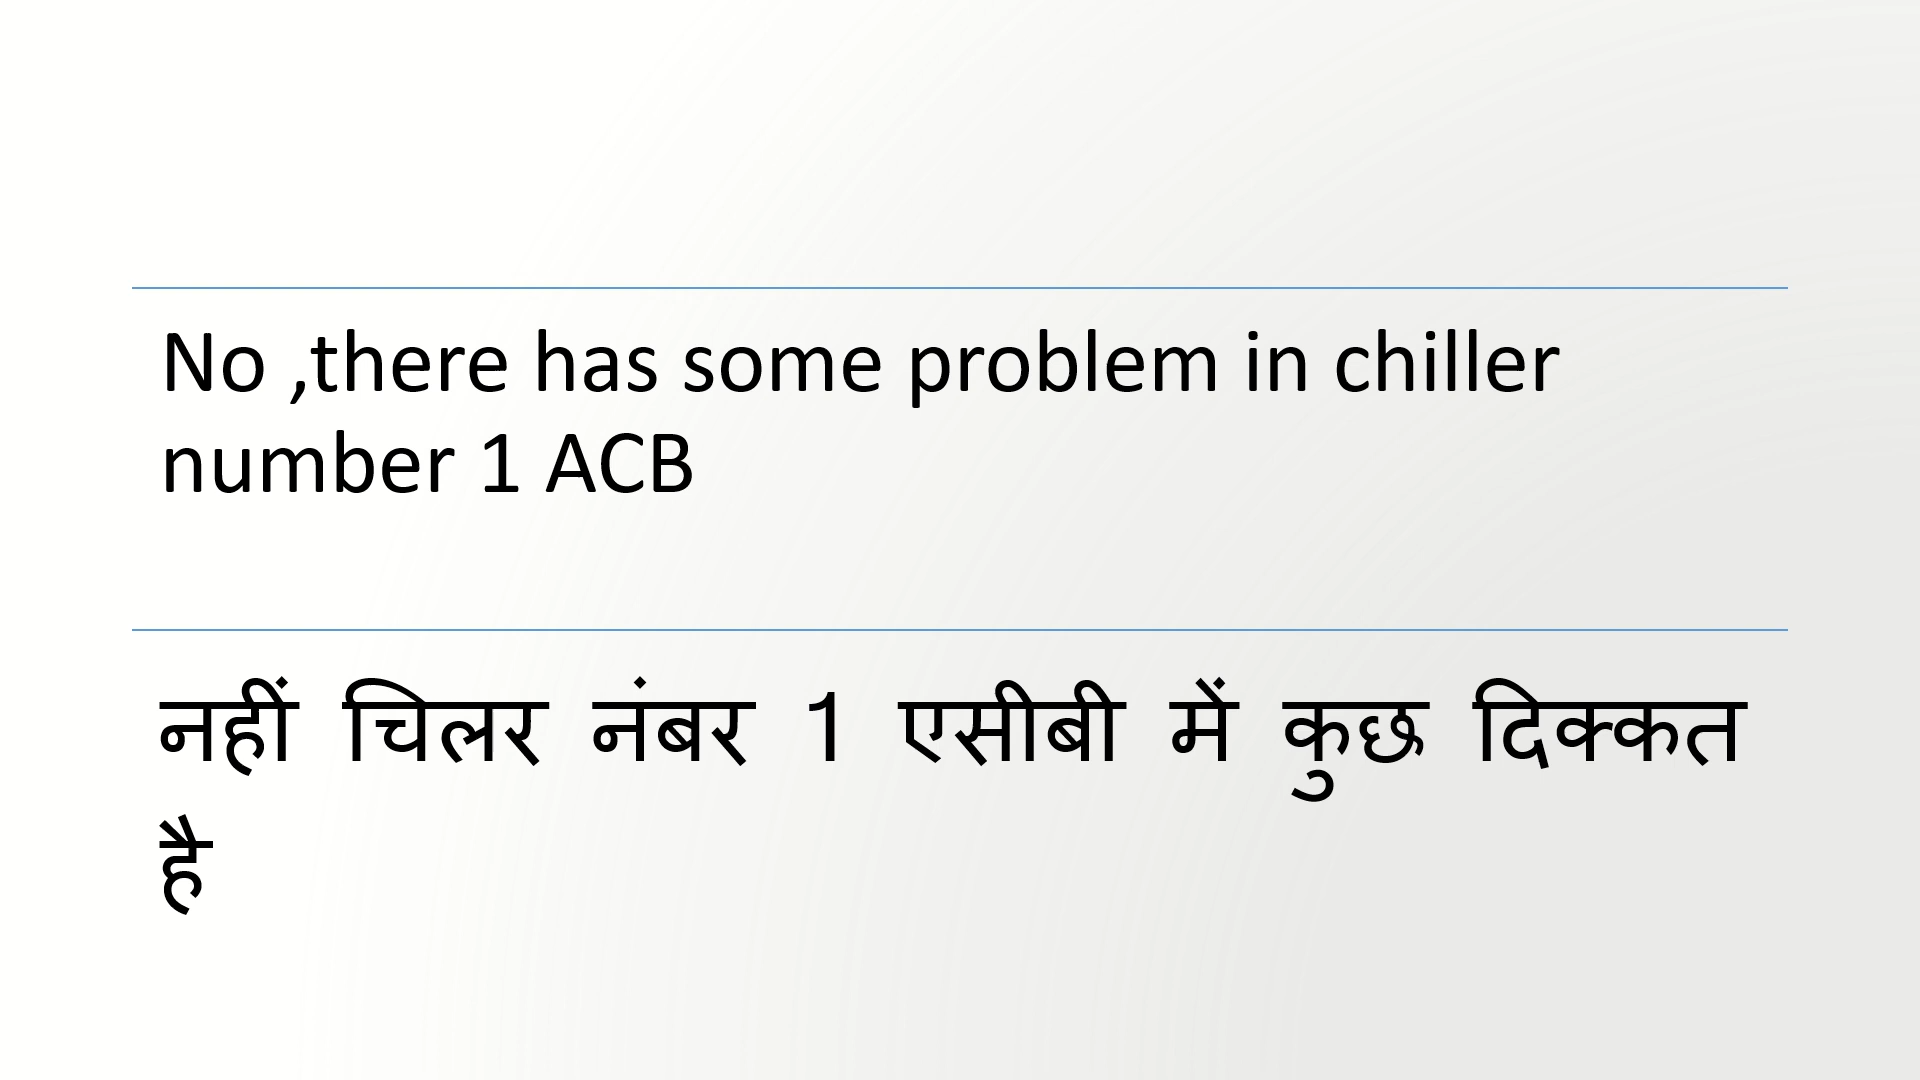 No ,there has some problem in chiller
number 1 ACB
नहीं चिलर नंबर 1 एसीबी में कुछ दिक्कत
है